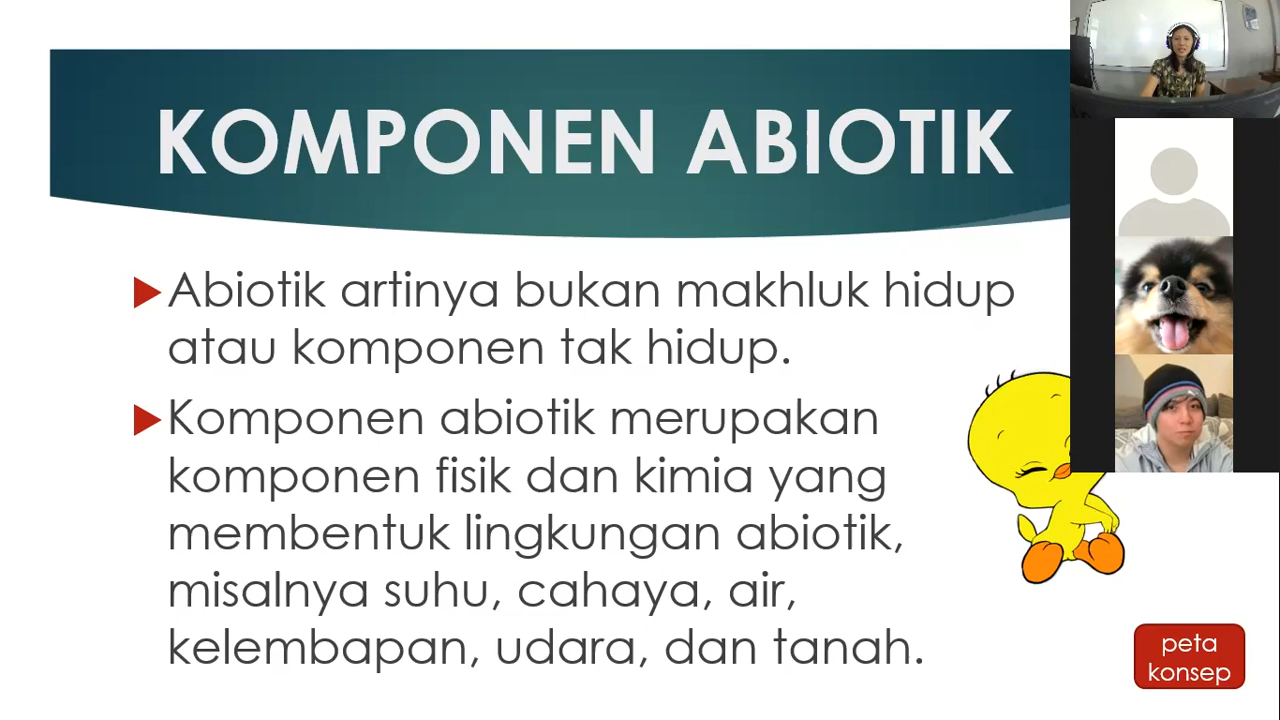 KOMPONEN ABIOTIK
Abiotik artinya bukan makhluk hidup
atau komponen tak hidup.
Komponen abiotik merupakan
komponen fisik dan kimia yang
membentuk lingkungan abiotik,
misalnya suhu, cahaya, air,
kelembapan, udara, dan tanah.
peta
konsep